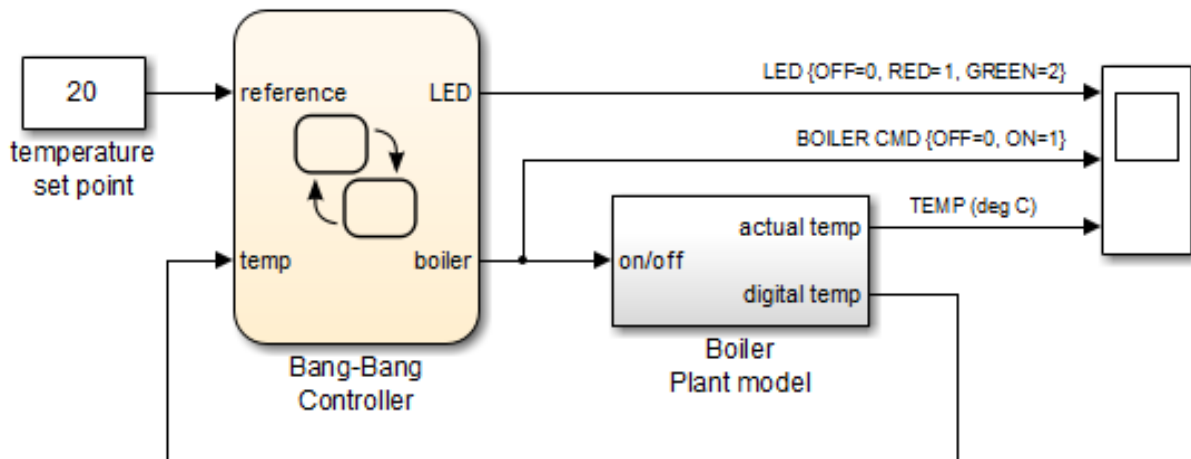 LED {OFF=0, RED=1, GREEN=2}
20
reference
LED
temperature
set point
BOILER CMD {OFF=0, ON=1}
TEMP (deg C)
actual temp
temp
boiler
on/off
digital temp
Bang-Bang
Controller
Boiler
Plant model